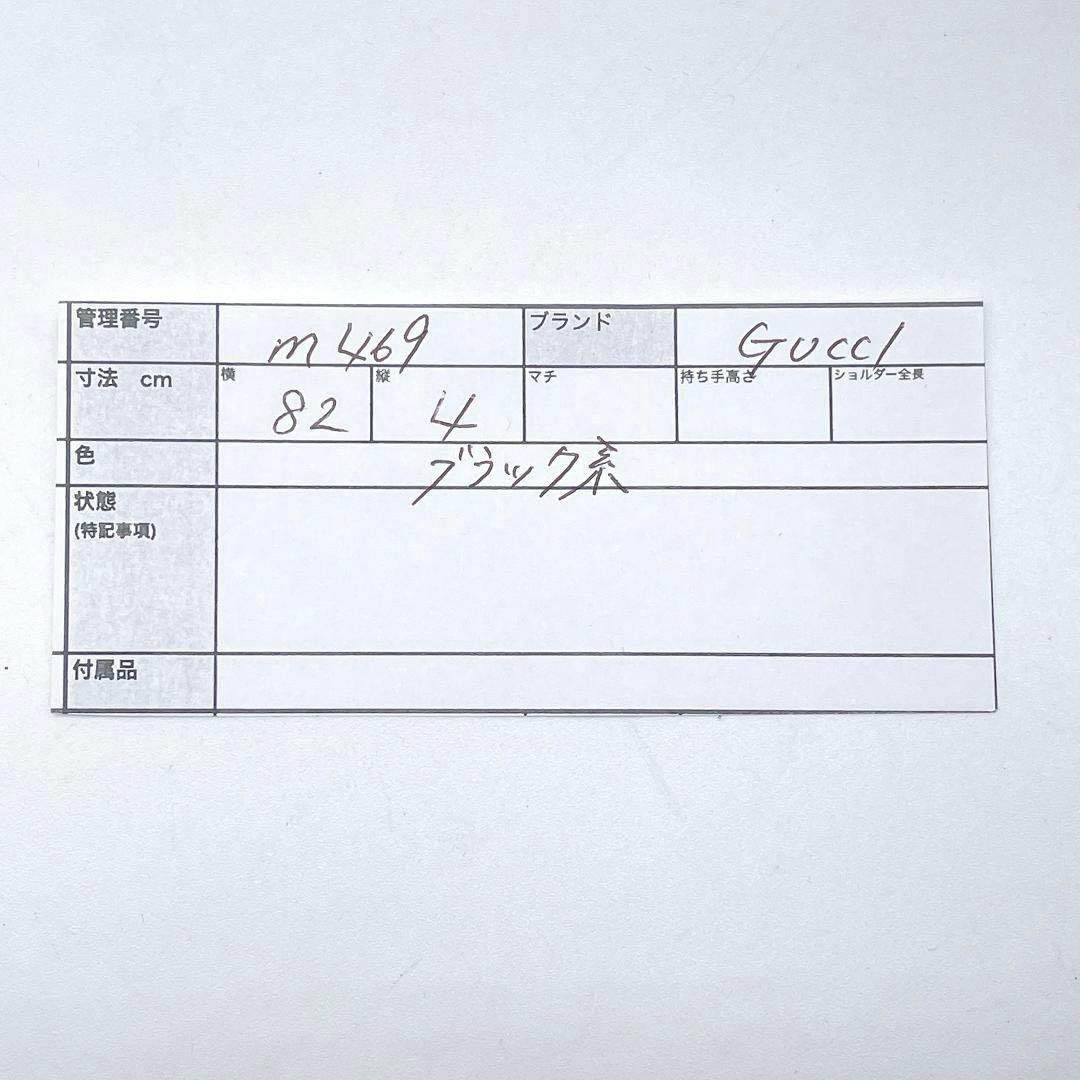 管理番号 m469 ブランド GUCCI
寸法 cm 横 82 縦 4 マチ 持ち手高さ ショルダー全長
色 ブラック系
状態
(特記事項)
付属品